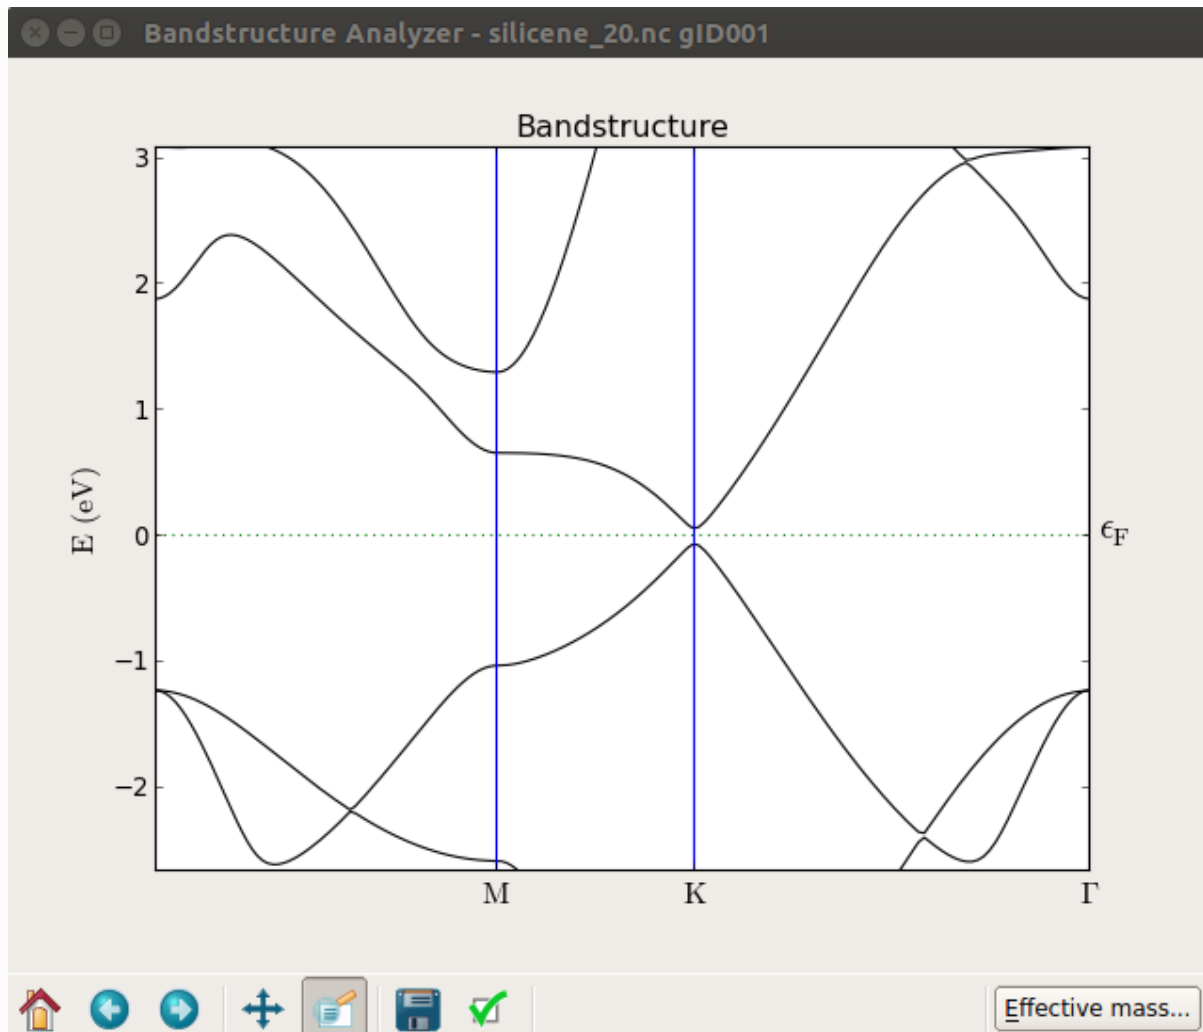 Bandstructure Analyzer - silicene_20.nc gID001
Bandstructure
3
2
1
0
−1
−2
E (eV)
ϵF
M K Γ
Effective mass...